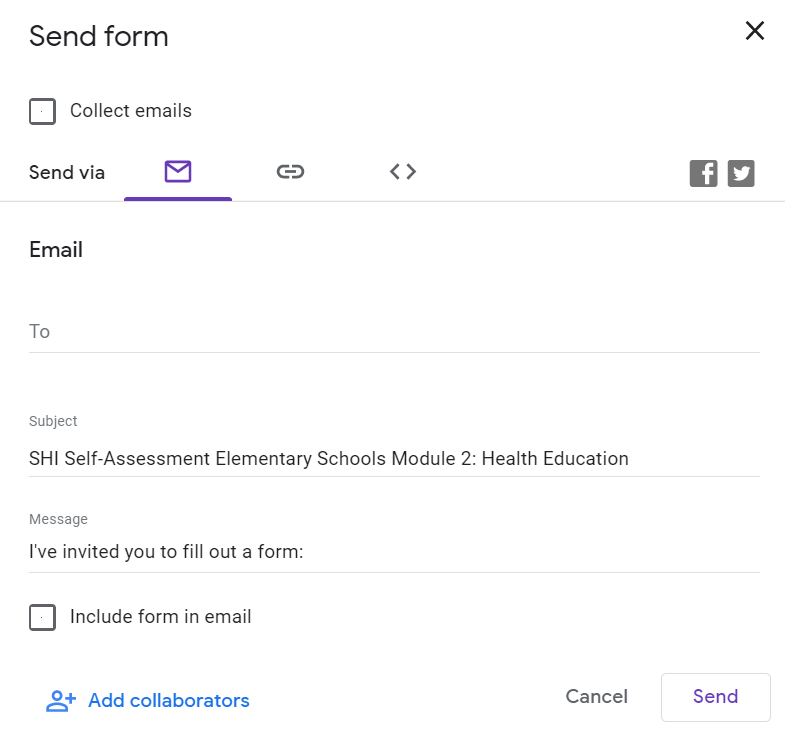 Send form
Collect emails
Send via
Email
To
Subject
SHI Self-Assessment Elementary Schools Module 2: Health Education
Message
I've invited you to fill out a form:
Include form in email
Add collaborators
Cancel
Send